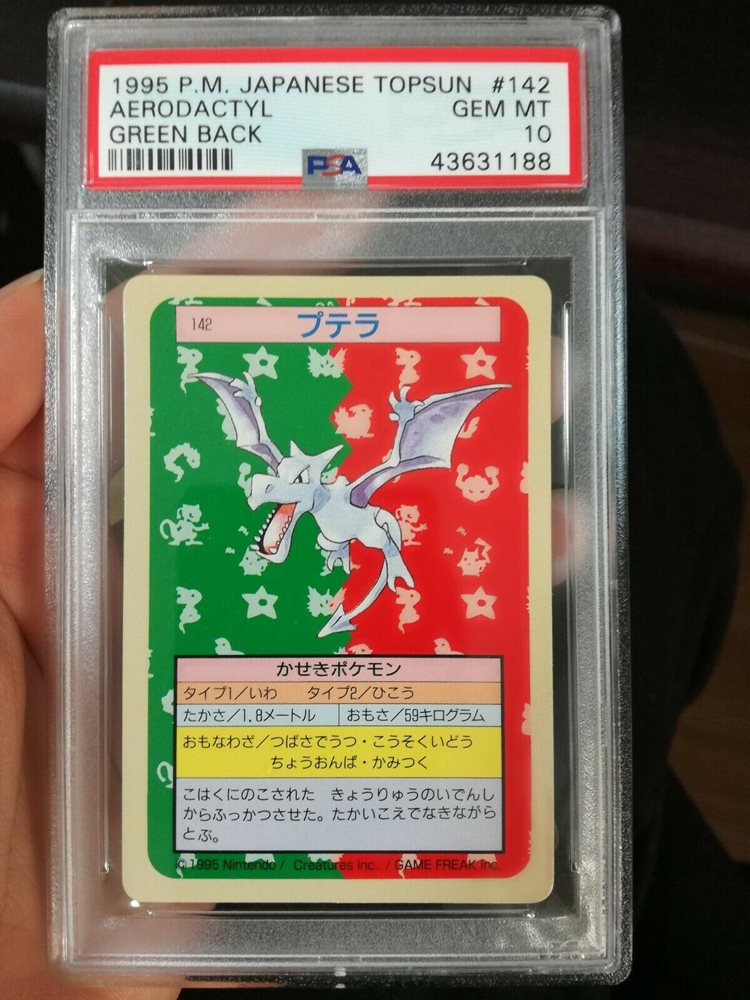 1995 P.M. JAPANESE TOPSUN #142
AERODACTYL GEM MT
GREEN BACK 10
PSA 43631188
142 プテラ
かせきポケモン
タイプ1/いわ タイプ2/ひこう
たかさ/1.8メートル おもさ/59キログラム
おもなわざ/つばさでうつ・こうそくいどう
ちょうおんぱ・かみつく
こはくにのこされた きょうりゅうのいでんし
からふっかつさせた。たかいこえでなきながら
とぶ。
©1995 Nintendo / Creatures inc. / GAME FREAK inc.